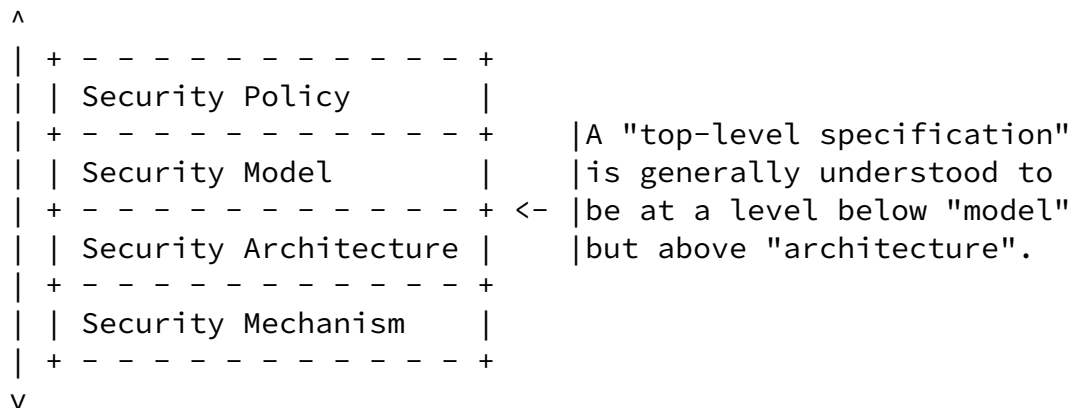 ^
| + - - - - - - - - - - - - +
| | Security Policy         |
| + - - - - - - - - - - - - +    |A "top-level specification"
| | Security Model          |    |is generally understood to
| + - - - - - - - - - - - - + <- |be at a level below "model"
| | Security Architecture |    |but above "architecture".
| + - - - - - - - - - - - - +
| | Security Mechanism      |
| + - - - - - - - - - - - - +
v